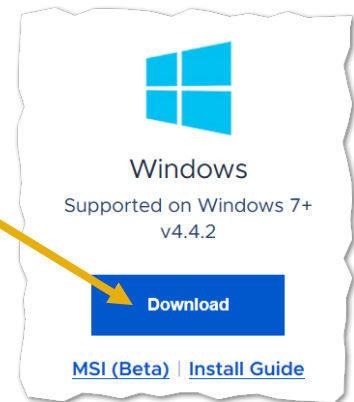 Windows
Supported on Windows 7+
v4.4.2
Download
MSI (Beta) | Install Guide